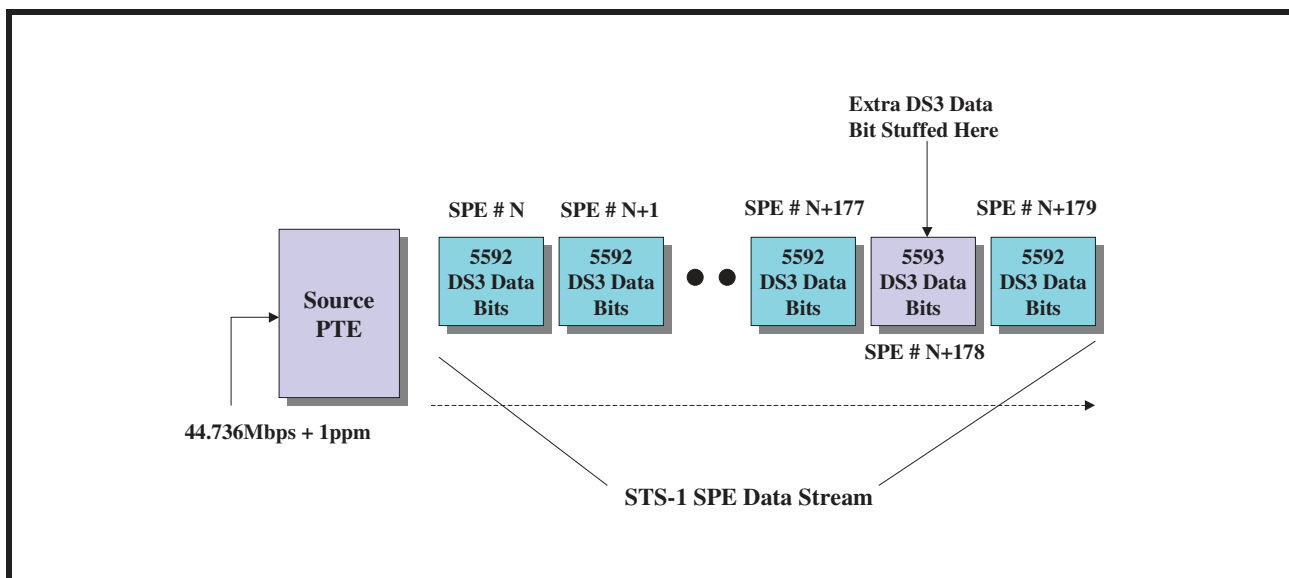 Extra DS3 Data
Bit Stuffed Here
SPE # N
SPE # N+1
SPE # N+177
SPE # N+179
Source
PTE
5592
DS3 Data
Bits
5592
DS3 Data
Bits
5592
DS3 Data
Bits
5593
DS3 Data
Bits
5592
DS3 Data
Bits
SPE # N+178
44.736Mbps + 1ppm
STS-1 SPE Data Stream